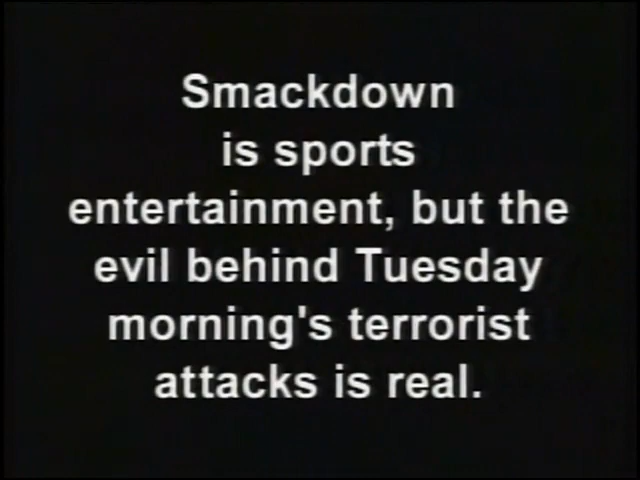 Smackdown
is sports
entertainment, but the
evil behind Tuesday
morning's terrorist
attacks is real.